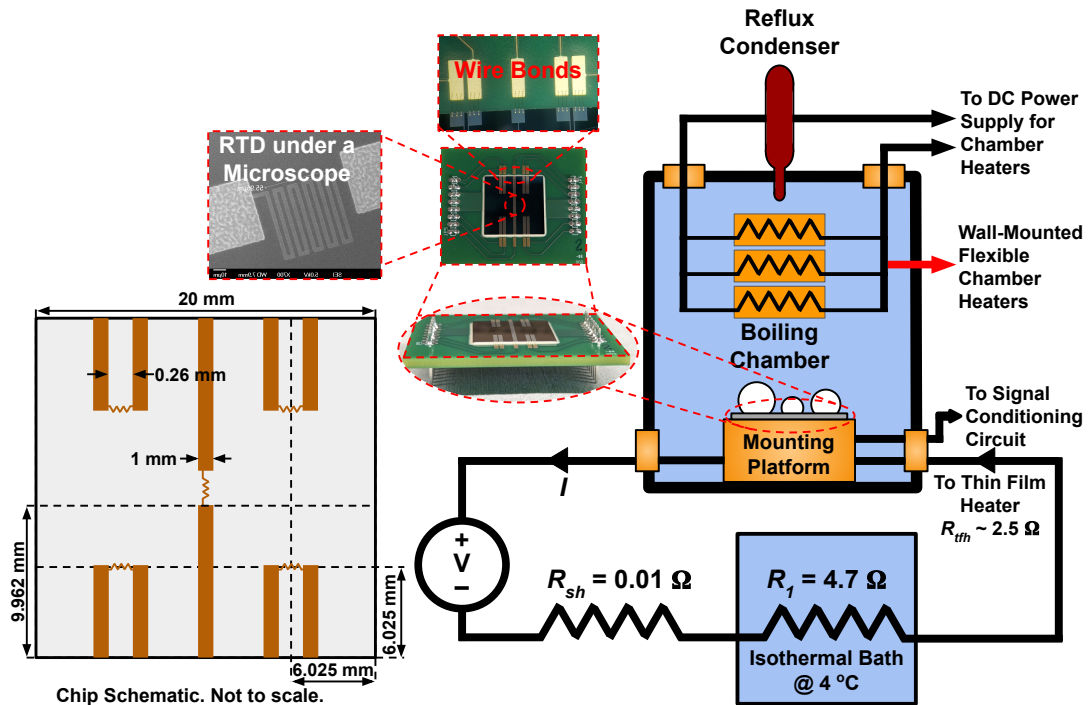 Reflux
Condenser
Wire Bonds
To DC Power
Supply for
Chamber
Heaters
RTD under a
Microscope
Wall-Mounted
Flexible
Chamber
Heaters
20 mm
Boiling
Chamber
0.26 mm
To Signal
Conditioning
Circuit
Mounting
Platform
1 mm
To Thin Film
Heater
R_tfh ~ 2.5 Ω
I
+
V
−
9.962 mm
R_sh = 0.01 Ω
R_1 = 4.7 Ω
6.025 mm
Isothermal Bath
@ 4 °C
6.025 mm
Chip Schematic. Not to scale.